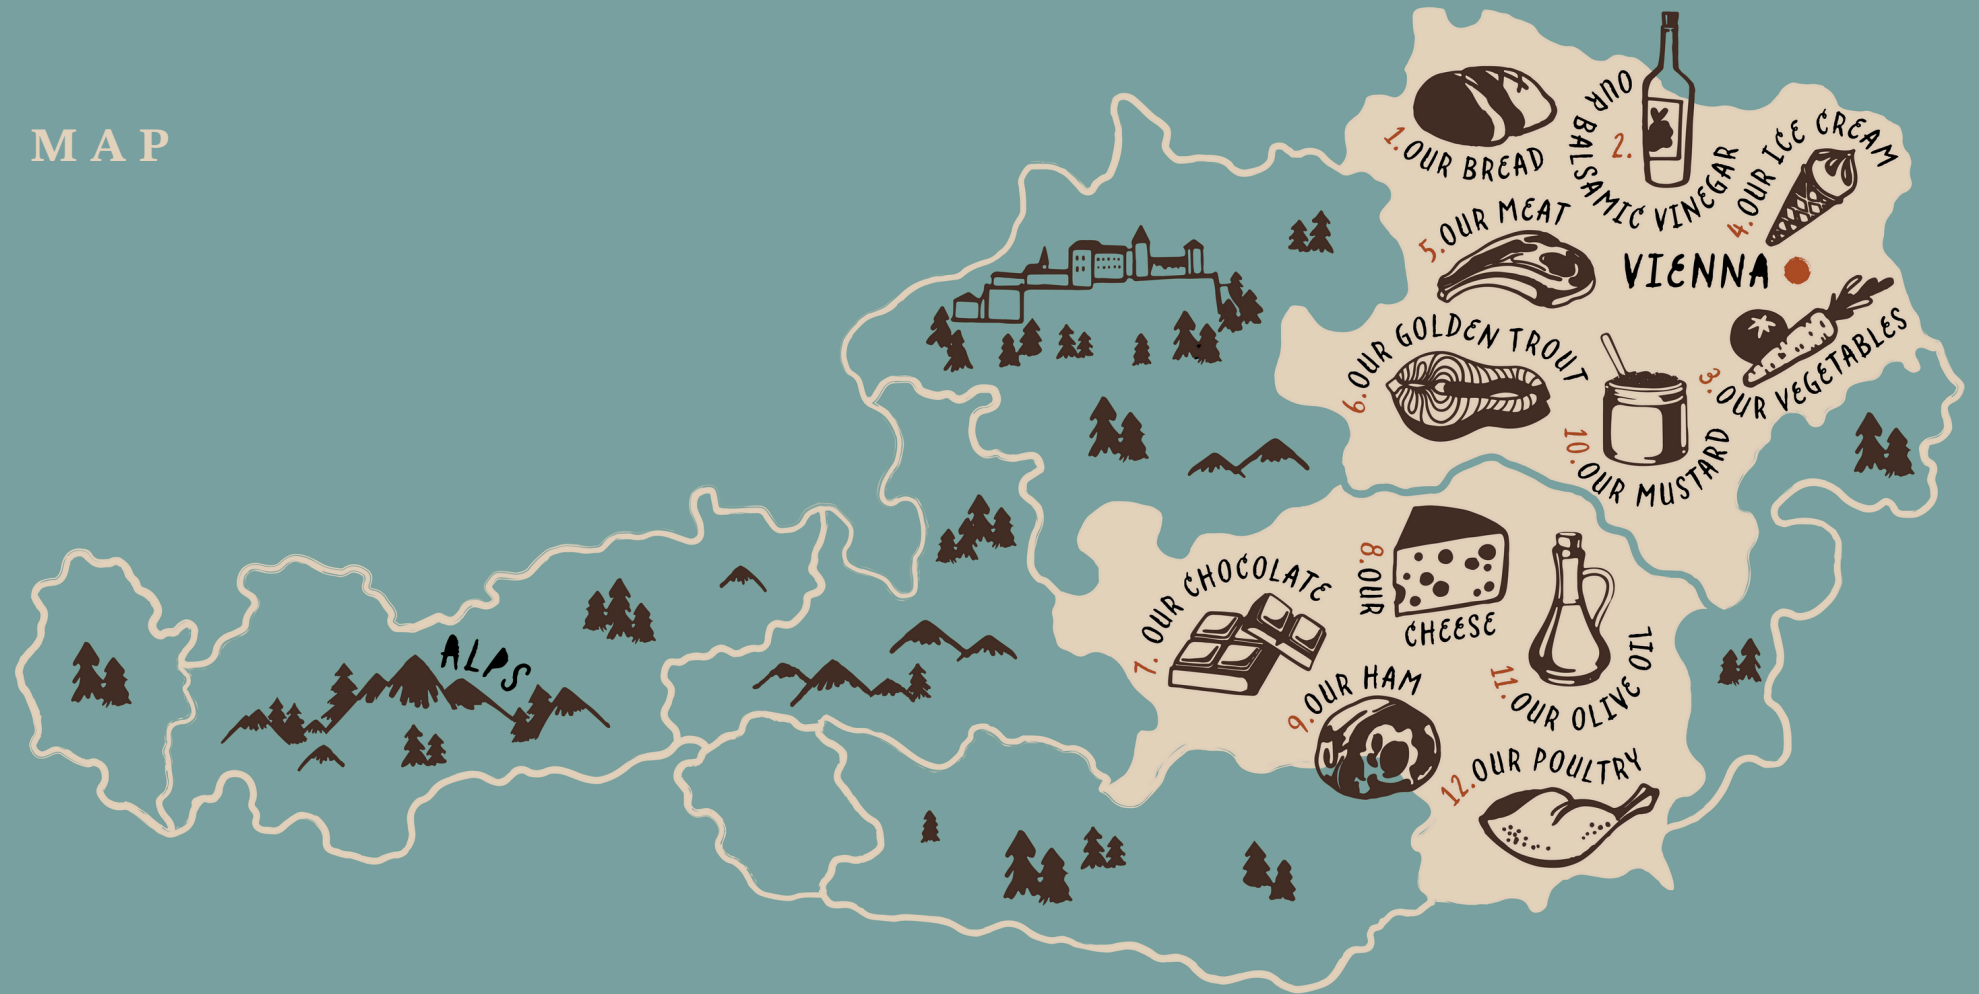 MAP
1. OUR BREAD
2. OUR BALSAMIC VINEGAR
4. OUR ICE CREAM
5. OUR MEAT
VIENNA
3. OUR VEGETABLES
6. OUR GOLDEN TROUT
10. OUR MUSTARD
7. OUR CHOCOLATE
8. OUR CHEESE
11. OUR OLIVE OIL
9. OUR HAM
12. OUR POULTRY
ALPS